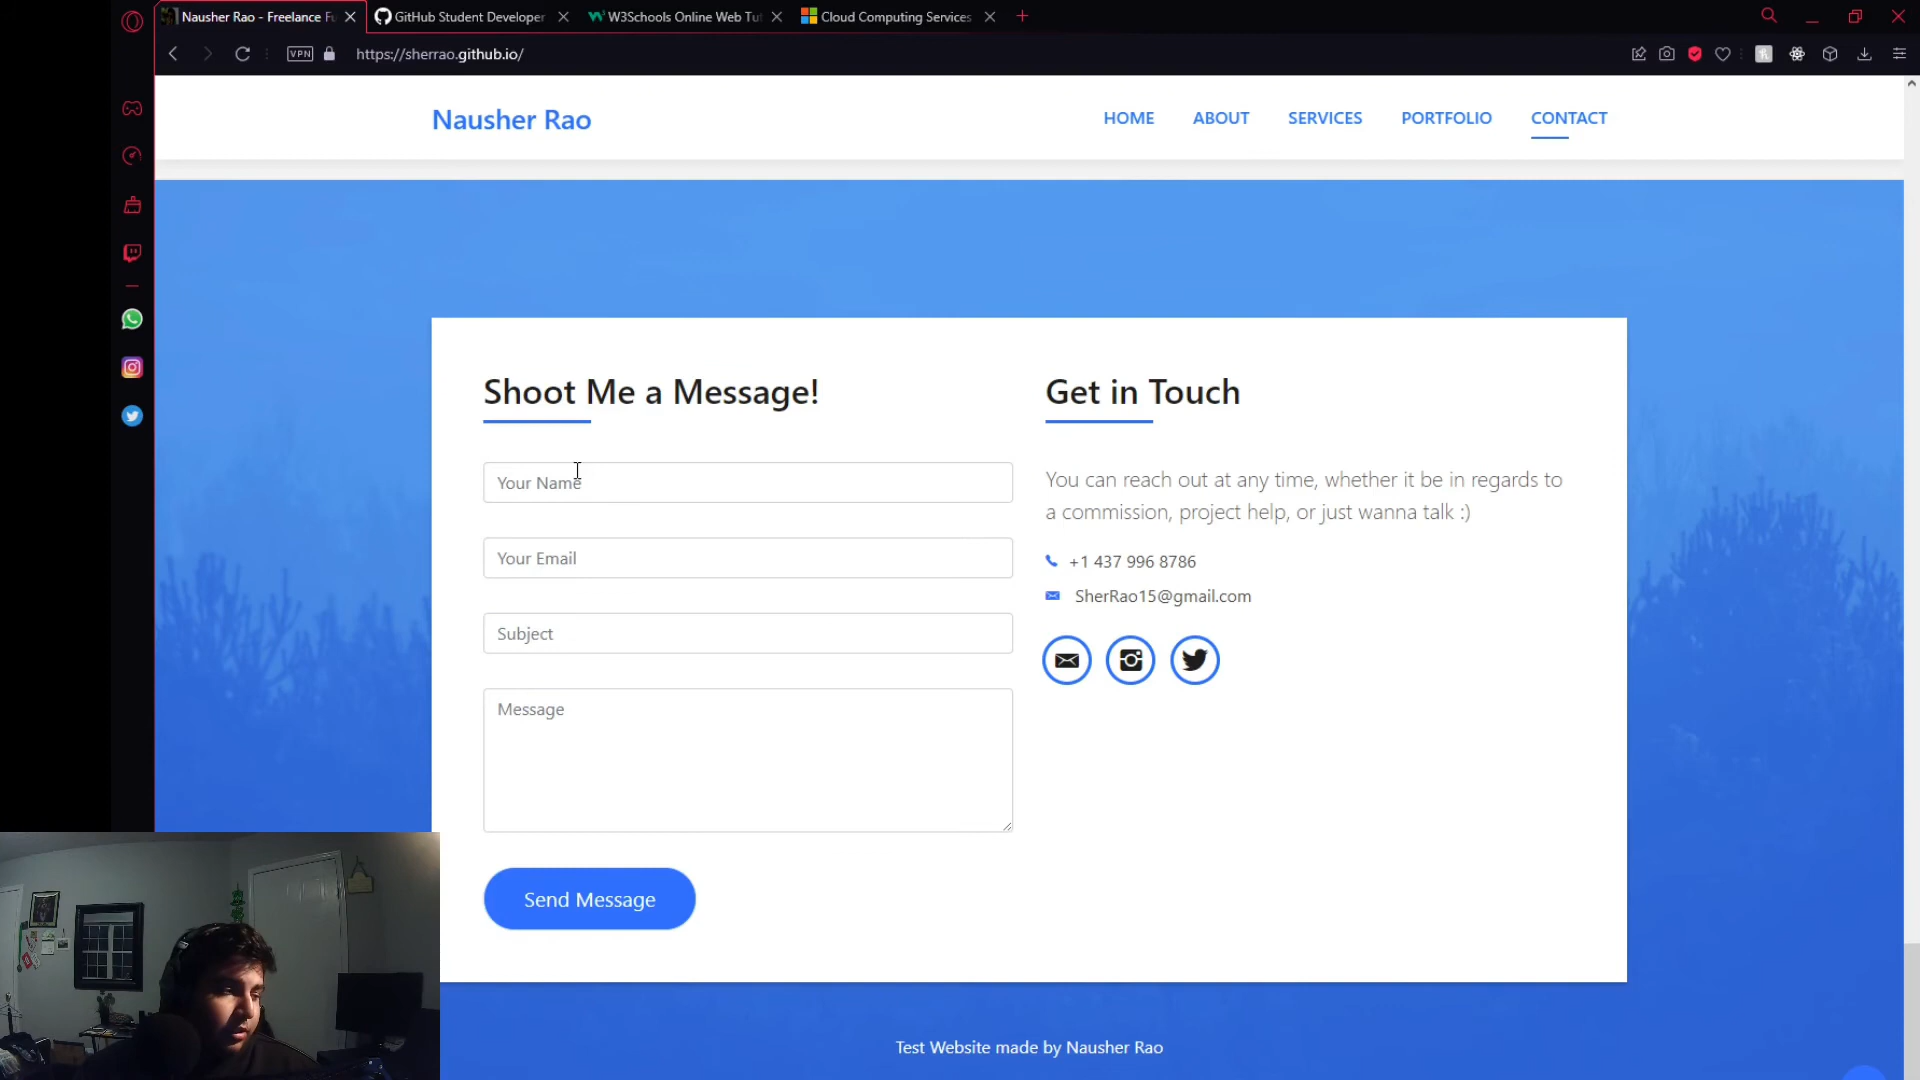 Nausher Rao - Freelance Fu
GitHub Student Developer
W3Schools Online Web Tut
Cloud Computing Services
VPN
https://sherrao.github.io/
Nausher Rao
HOME
ABOUT
SERVICES
PORTFOLIO
CONTACT
Shoot Me a Message!
Your Name
Your Email
Subject
Message
Send Message
Get in Touch
You can reach out at any time, whether it be in regards to
a commission, project help, or just wanna talk :)
+1 437 996 8786
SherRao15@gmail.com
Test Website made by Nausher Rao